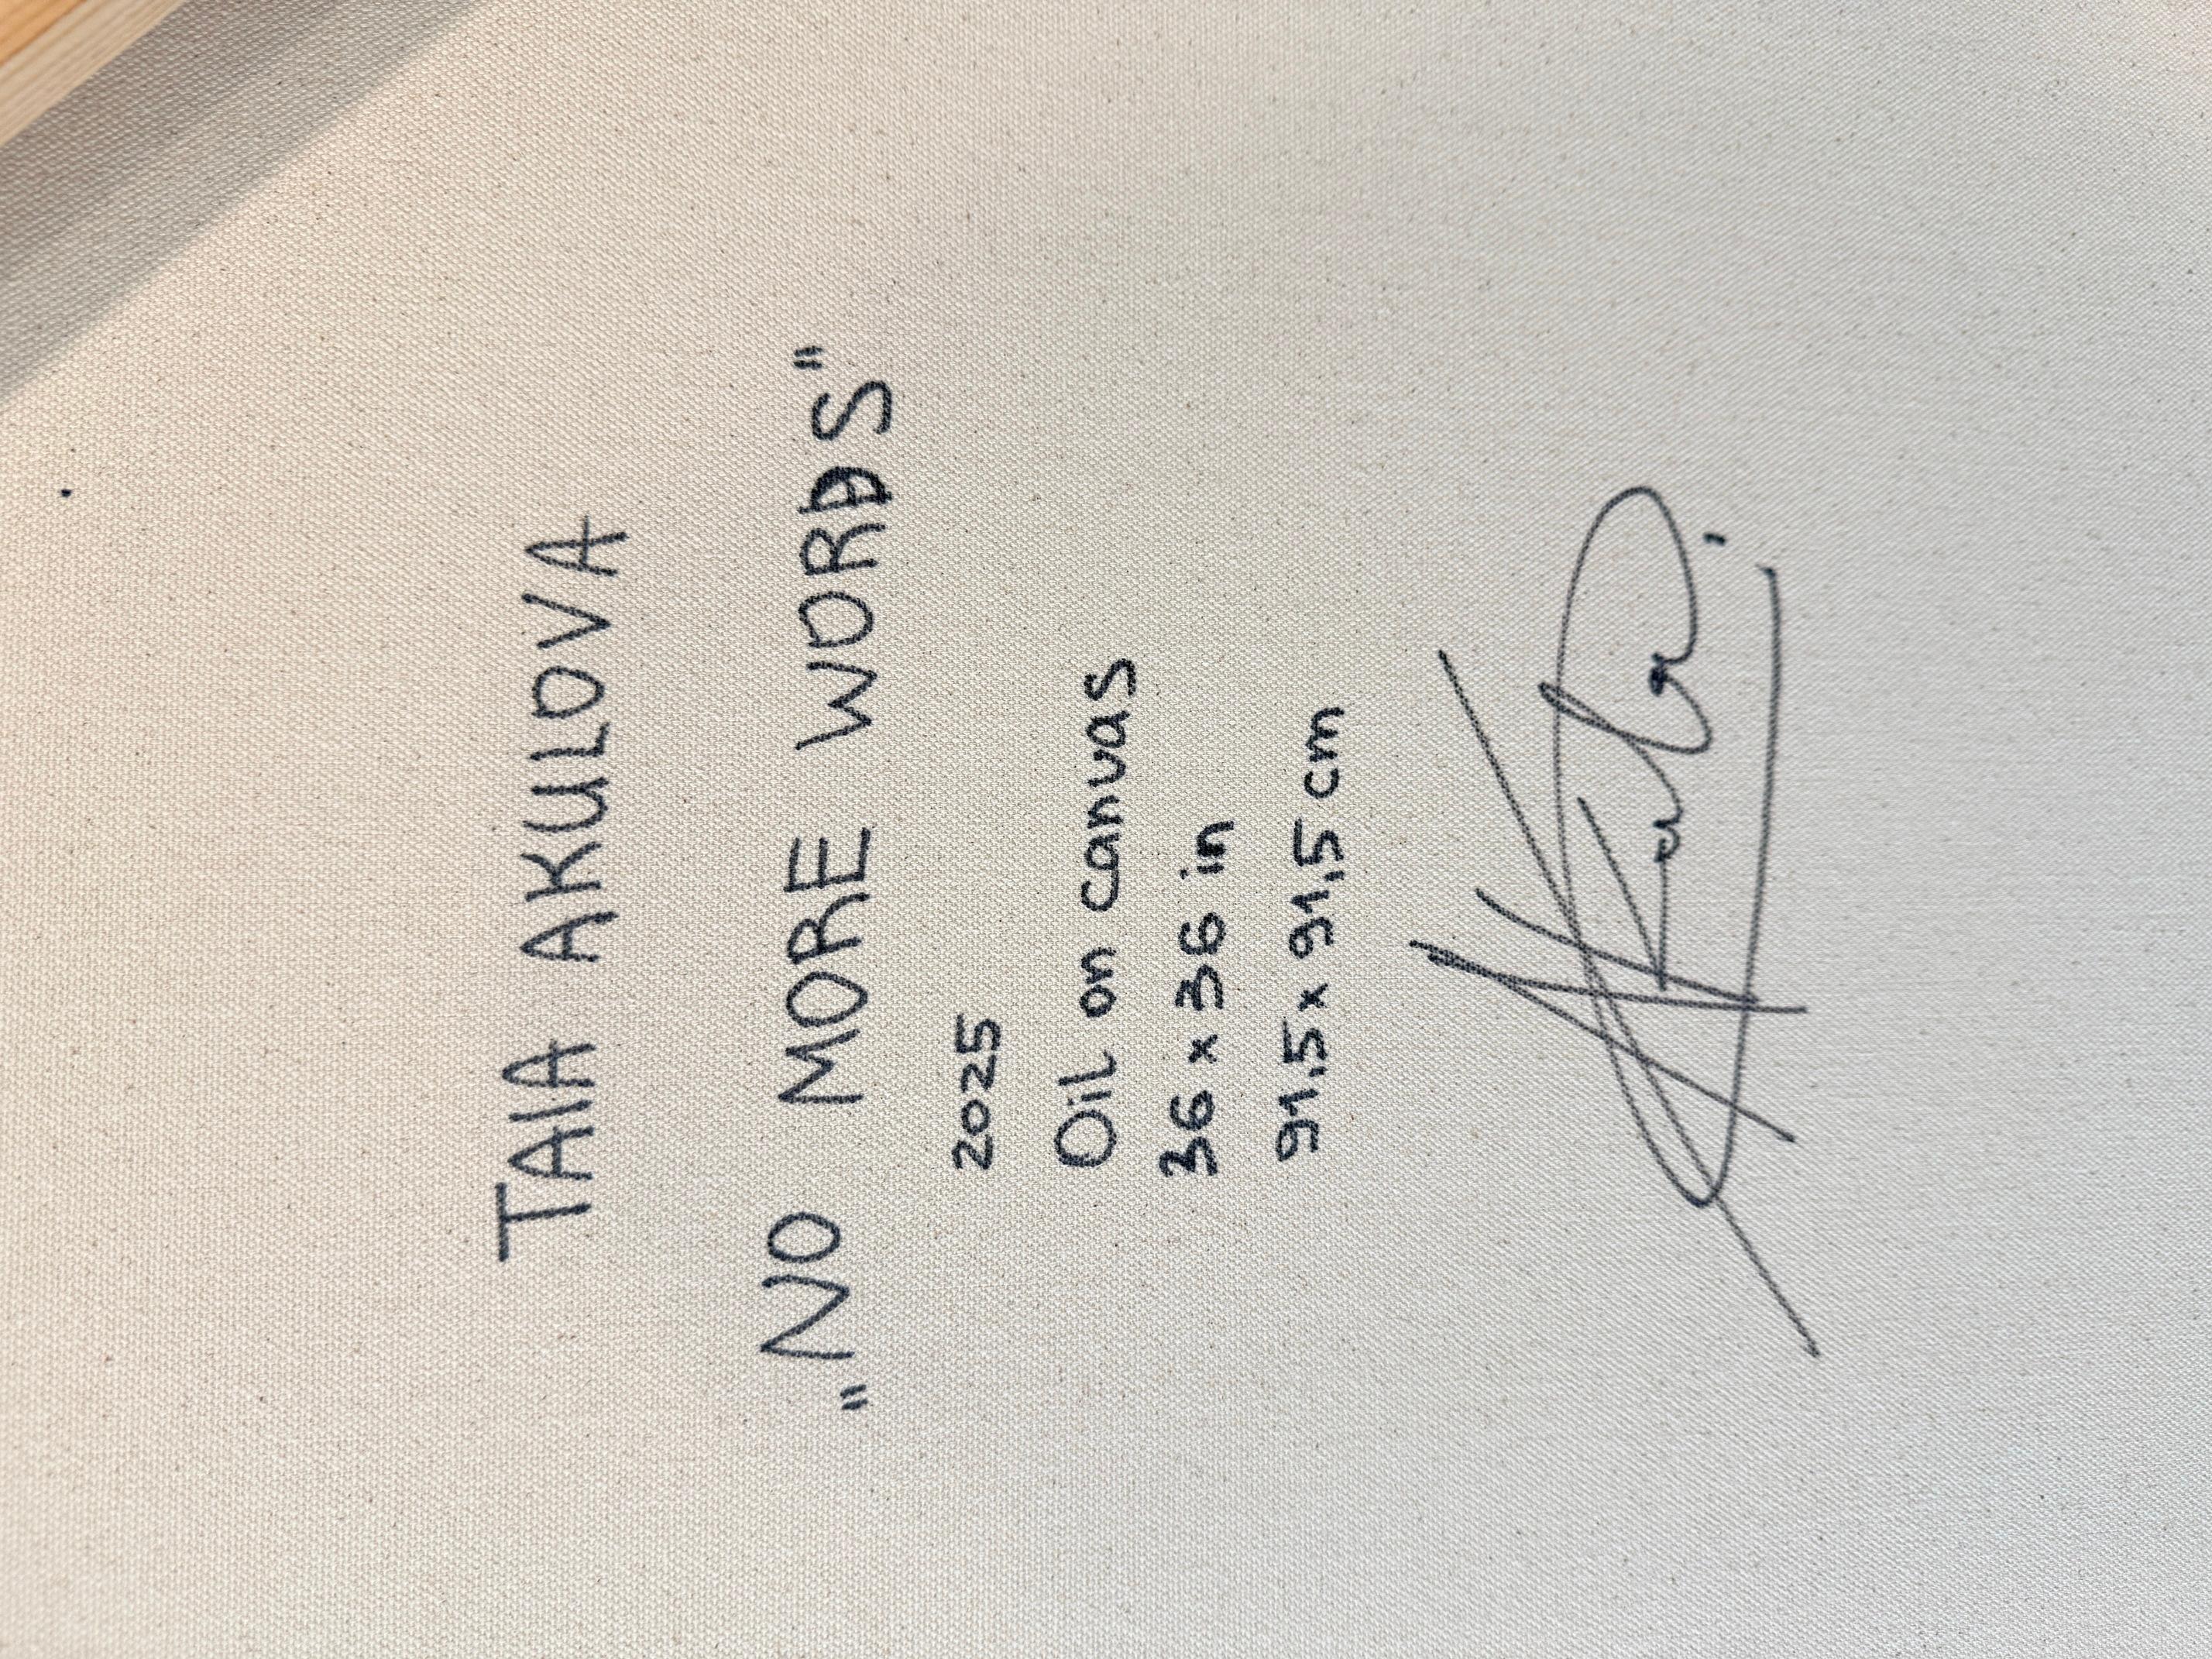 TAIA AKULOVA
„NO MORE WORDS"
2025
Oil on canvas
36 x 36 in
91,5 x 91,5 cm